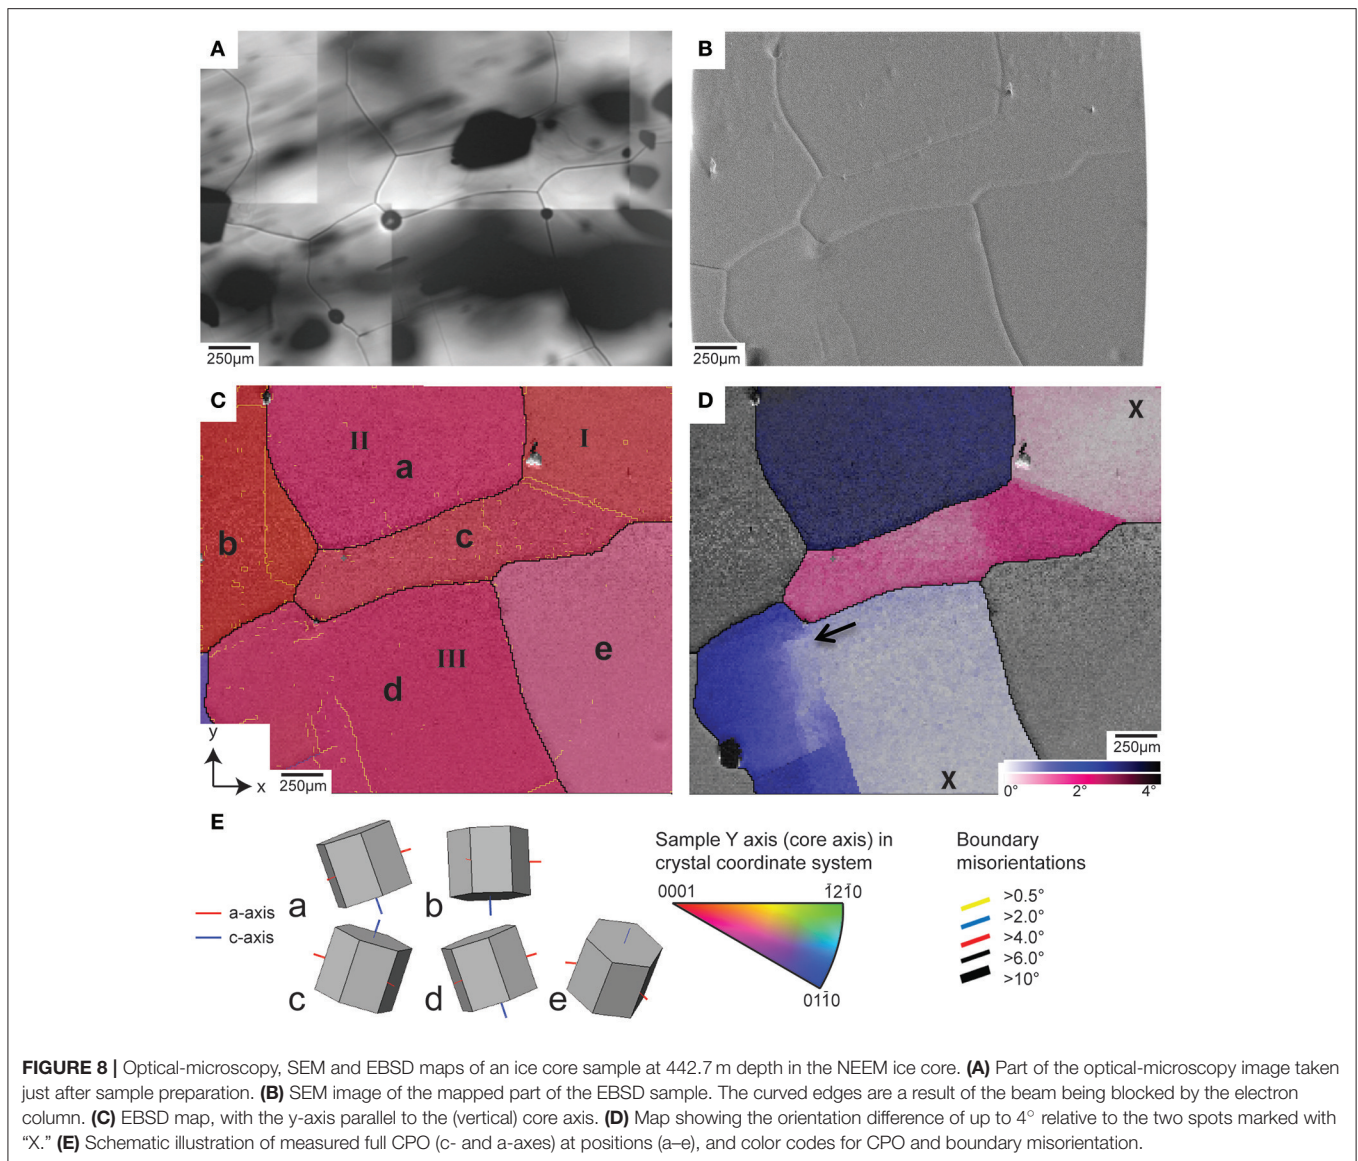 A
B
250µm
250µm
C
D
II
I
a
b
c
III
d
e
y
x
250µm
X
X
250µm
0° 2° 4°
E
a
b
c
d
e
a-axis
c-axis
Sample Y axis (core axis) in
crystal coordinate system
0001
1̄21̄0
011̄0
Boundary
misorientations
>0.5°
>2.0°
>4.0°
>6.0°
>10°
FIGURE 8 | Optical-microscopy, SEM and EBSD maps of an ice core sample at 442.7 m depth in the NEEM ice core. (A) Part of the optical-microscopy image taken
just after sample preparation. (B) SEM image of the mapped part of the EBSD sample. The curved edges are a result of the beam being blocked by the electron
column. (C) EBSD map, with the y-axis parallel to the (vertical) core axis. (D) Map showing the orientation difference of up to 4° relative to the two spots marked with
“X.” (E) Schematic illustration of measured full CPO (c- and a-axes) at positions (a–e), and color codes for CPO and boundary misorientation.